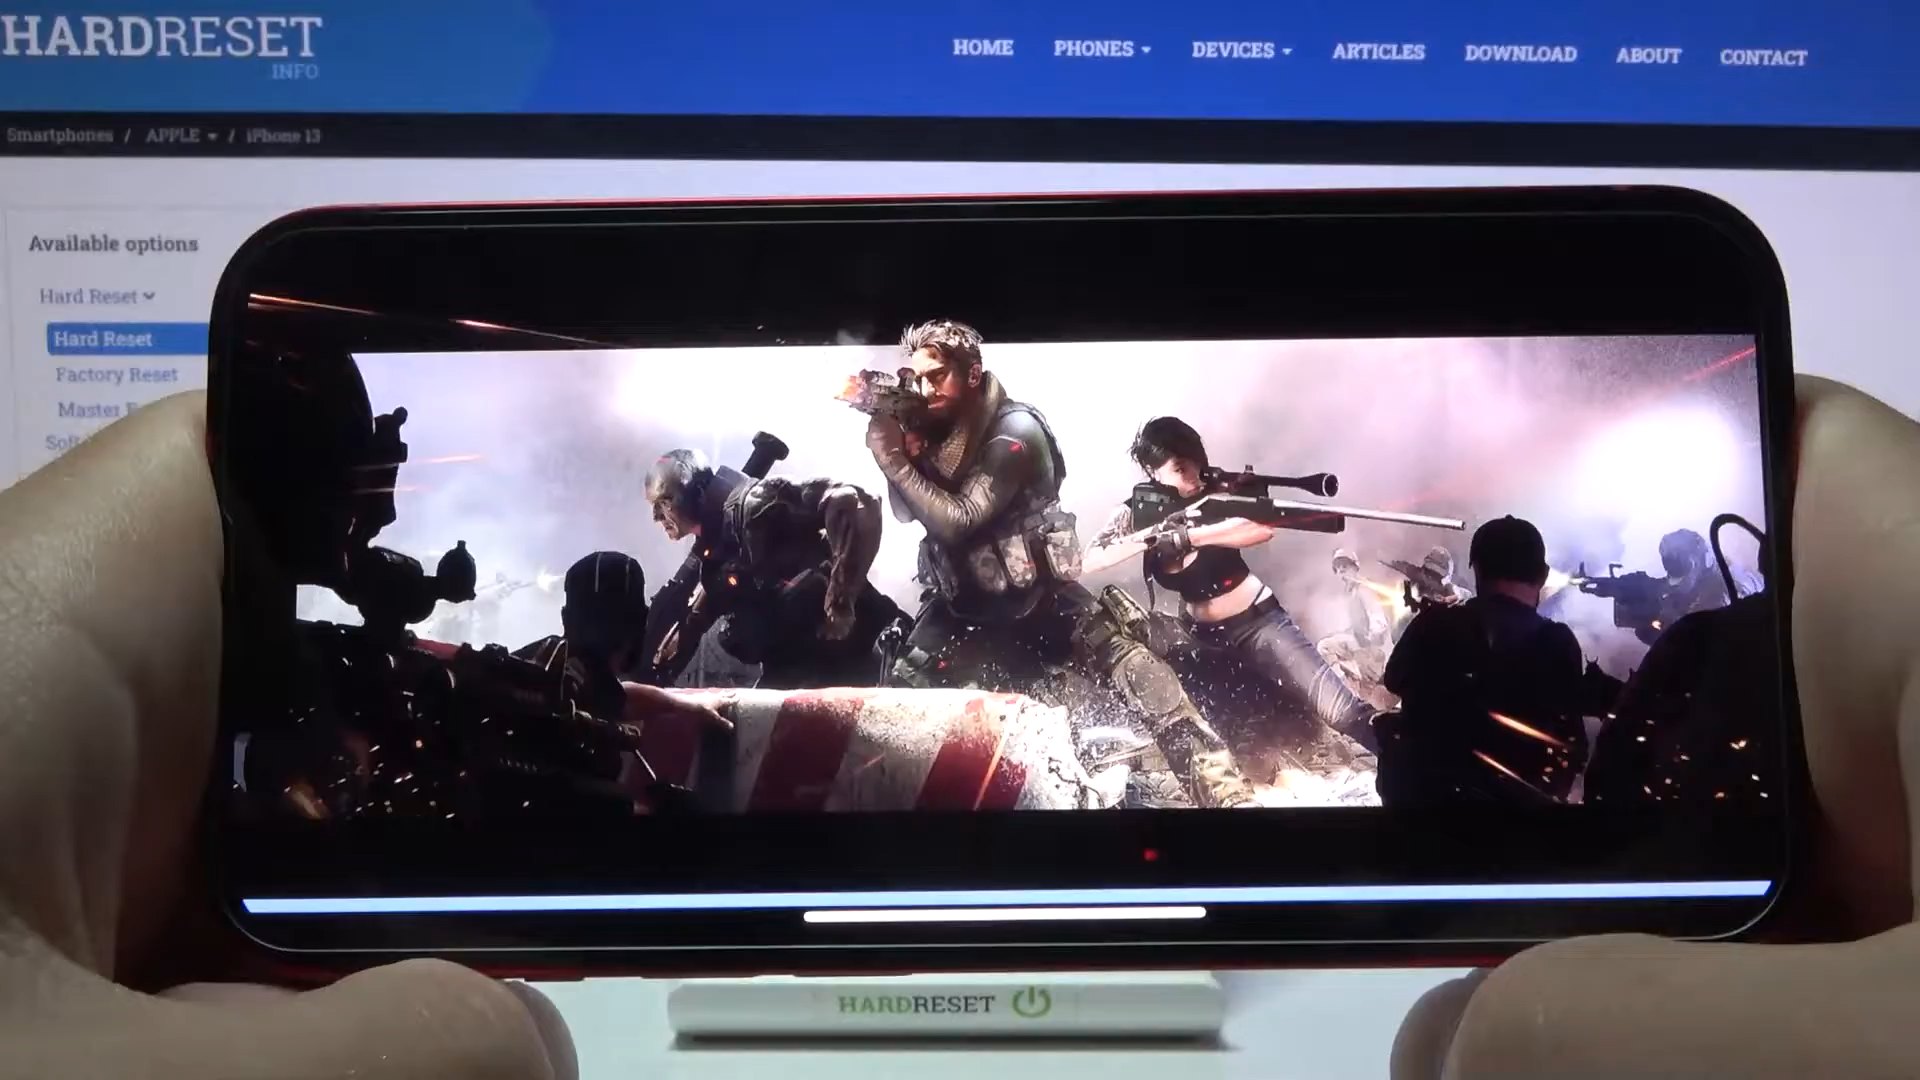 HARDRESET
.INFO
HOME PHONES DEVICES ARTICLES DOWNLOAD ABOUT CONTACT
Smartphones / APPLE / iPhone 13
Available options
Hard Reset
Hard Reset
Factory Reset
Master
HARDRESET